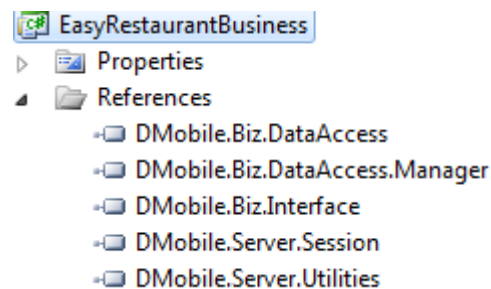 C#
EasyRestaurantBusiness
Properties
References
DMobile.Biz.DataAccess
DMobile.Biz.DataAccess.Manager
DMobile.Biz.Interface
DMobile.Server.Session
DMobile.Server.Utilities